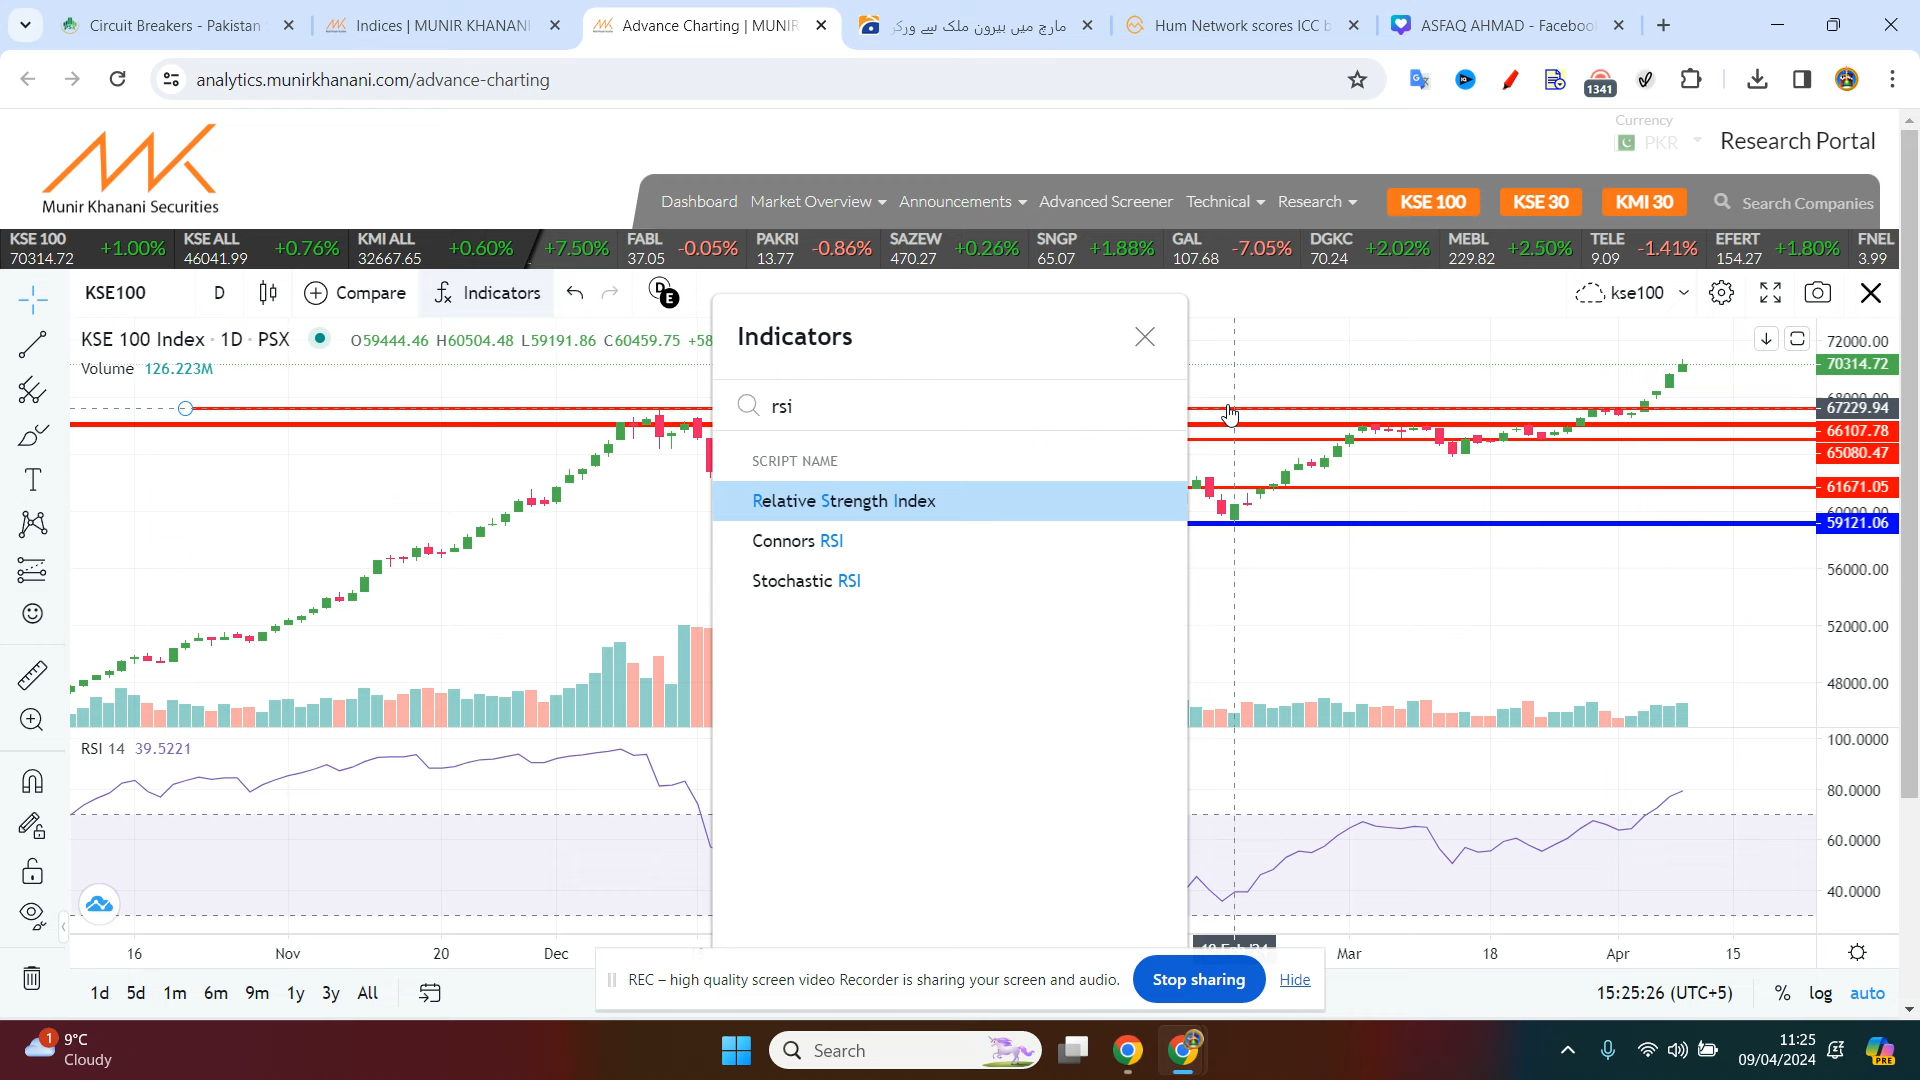 Circuit Breakers - Pakistan
Indices | MUNIR KHANANI
Advance Charting | MUNIR
مارچ میں بیرون ملک سے ورکر
Hum Network scores ICC b
ASFAQ AHMAD - Facebook
analytics.munirkhanani.com/advance-charting
1341
Currency
PKR
Research Portal
Munir Khanani Securities
Dashboard Market Overview Announcements Advanced Screener Technical Research KSE 100 KSE 30 KMI 30 Search Companies
KSE 100 70314.72 +1.00%
KSE ALL 46041.99 +0.76%
KMI ALL 32667.65 +0.60%
+7.50%
FABL 37.05 -0.05%
PAKRI 13.77 -0.86%
SAZEW 470.27 +0.26%
SNGP 65.07 +1.88%
GAL 107.68 -7.05%
DGKC 70.24 +2.02%
MEBL 229.82 +2.50%
TELE 9.09 -1.41%
EFERT 154.27 +1.80%
FNEL 3.99
KSE100 D Compare Indicators D E kse100
KSE 100 Index · 1D · PSX O59444.46 H60504.48 L59191.86 C60459.75 +58
Volume 126.223M
Indicators
rsi
SCRIPT NAME
Relative Strength Index
Connors RSI
Stochastic RSI
72000.00
70314.72
67229.94
66107.78
65080.47
61671.05
59121.06
56000.00
52000.00
48000.00
RSI 14 39.5221
100.0000
80.0000
60.0000
40.0000
16 Nov 20 Dec Mar 18 Apr 15
REC – high quality screen video Recorder is sharing your screen and audio. Stop sharing Hide
1d 5d 1m 6m 9m 1y 3y All
15:25:26 (UTC+5) % log auto
1
9°C
Cloudy
Search
11:25
09/04/2024
PRE